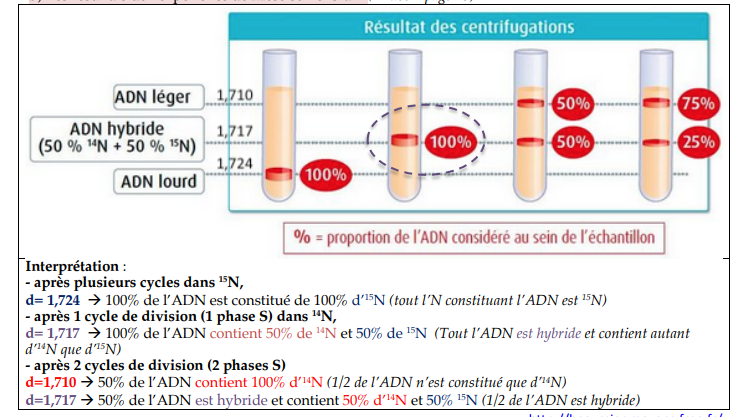 Résultat des centrifugations
ADN léger
1,710
50%
75%
ADN hybride
(50 % ¹⁴N + 50 % ¹⁵N)
1,717
100%
50%
25%
1,724
ADN lourd
100%
% = proportion de l'ADN considéré au sein de l'échantillon
Interprétation :
- après plusieurs cycles dans ¹⁵N,
d= 1,724 → 100% de l'ADN est constitué de 100% d'¹⁵N (tout l'N constituant l'ADN est ¹⁵N)
- après 1 cycle de division (1 phase S) dans ¹⁴N,
d= 1,717 → 100% de l'ADN contient 50% de ¹⁴N et 50% de ¹⁵N (Tout l'ADN est hybride et contient autant
d'¹⁴N que d'¹⁵N)
- après 2 cycles de division (2 phases S)
d=1,710 → 50% de l'ADN contient 100% d'¹⁴N (1/2 de l'ADN n'est constitué que d'¹⁴N)
d=1,717 → 50% de l'ADN est hybride et contient 50% d'¹⁴N et 50% ¹⁵N (1/2 de l'ADN est hybride)